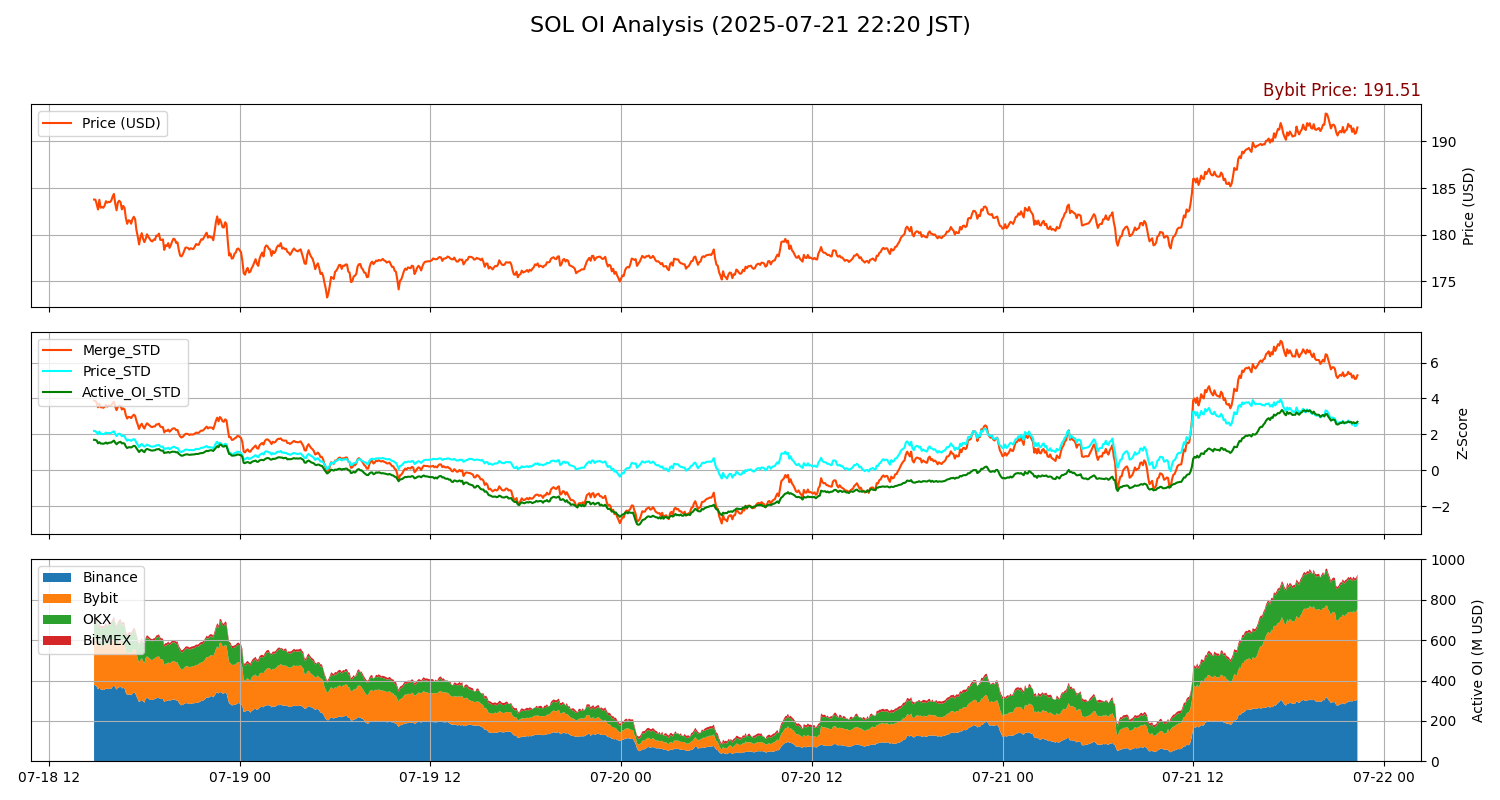 SOL OI Analysis (2025-07-21 22:20 JST)
Bybit Price: 191.51
Price (USD)
190
185
180
175
Price (USD)
Merge_STD
Price_STD
Active_OI_STD
6
4
2
0
−2
Z-Score
Binance
Bybit
OKX
BitMEX
1000
800
600
400
200
0
Active OI (M USD)
07-18 12
07-19 00
07-19 12
07-20 00
07-20 12
07-21 00
07-21 12
07-22 00